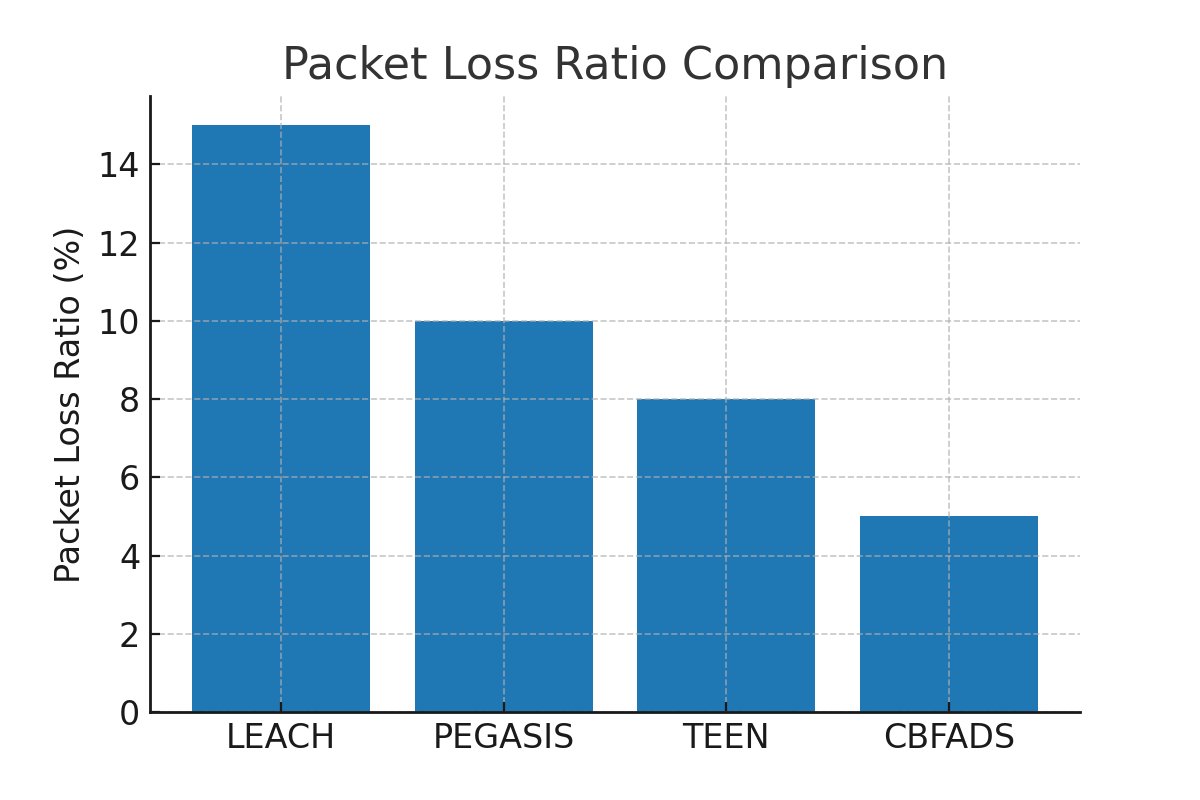 Packet Loss Ratio Comparison
Packet Loss Ratio (%)
14
12
10
8
6
4
2
0
LEACH PEGASIS TEEN CBFADS